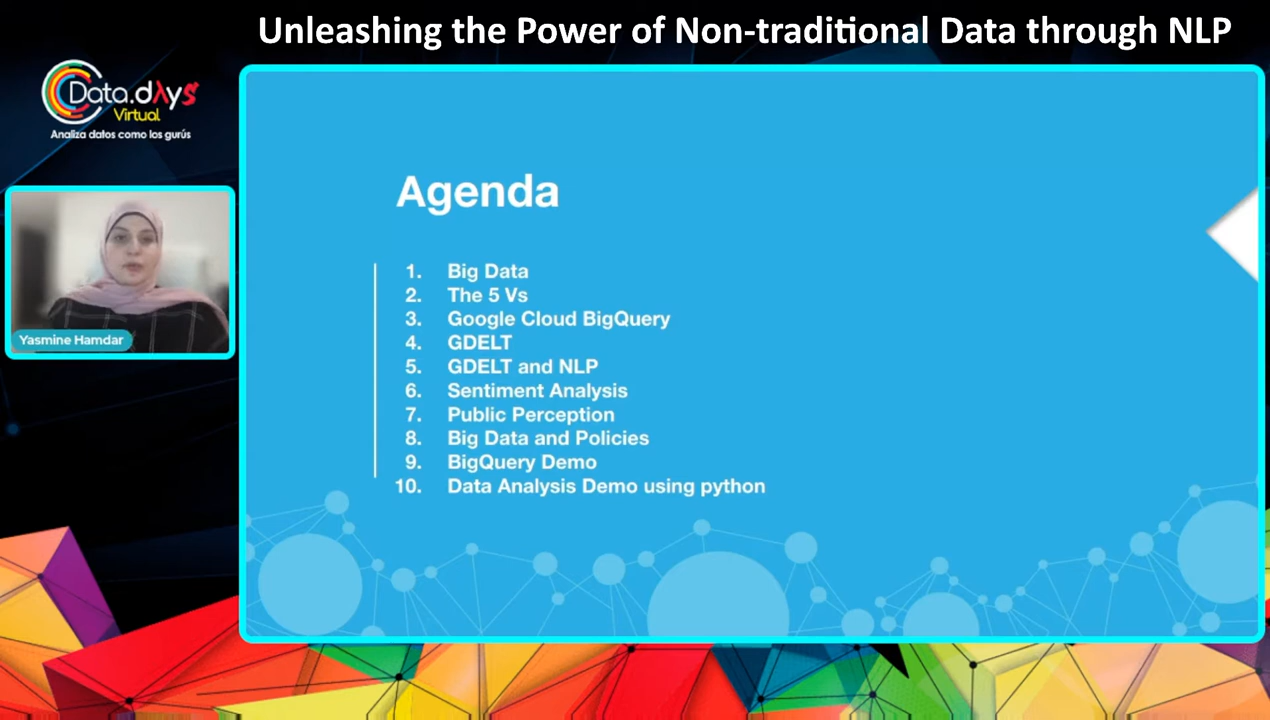 Unleashing the Power of Non-traditional Data through NLP
Data.dλys
Virtual
Analiza datos como los gurús
Yasmine Hamdar
Agenda
1. Big Data
2. The 5 Vs
3. Google Cloud BigQuery
4. GDELT
5. GDELT and NLP
6. Sentiment Analysis
7. Public Perception
8. Big Data and Policies
9. BigQuery Demo
10. Data Analysis Demo using python